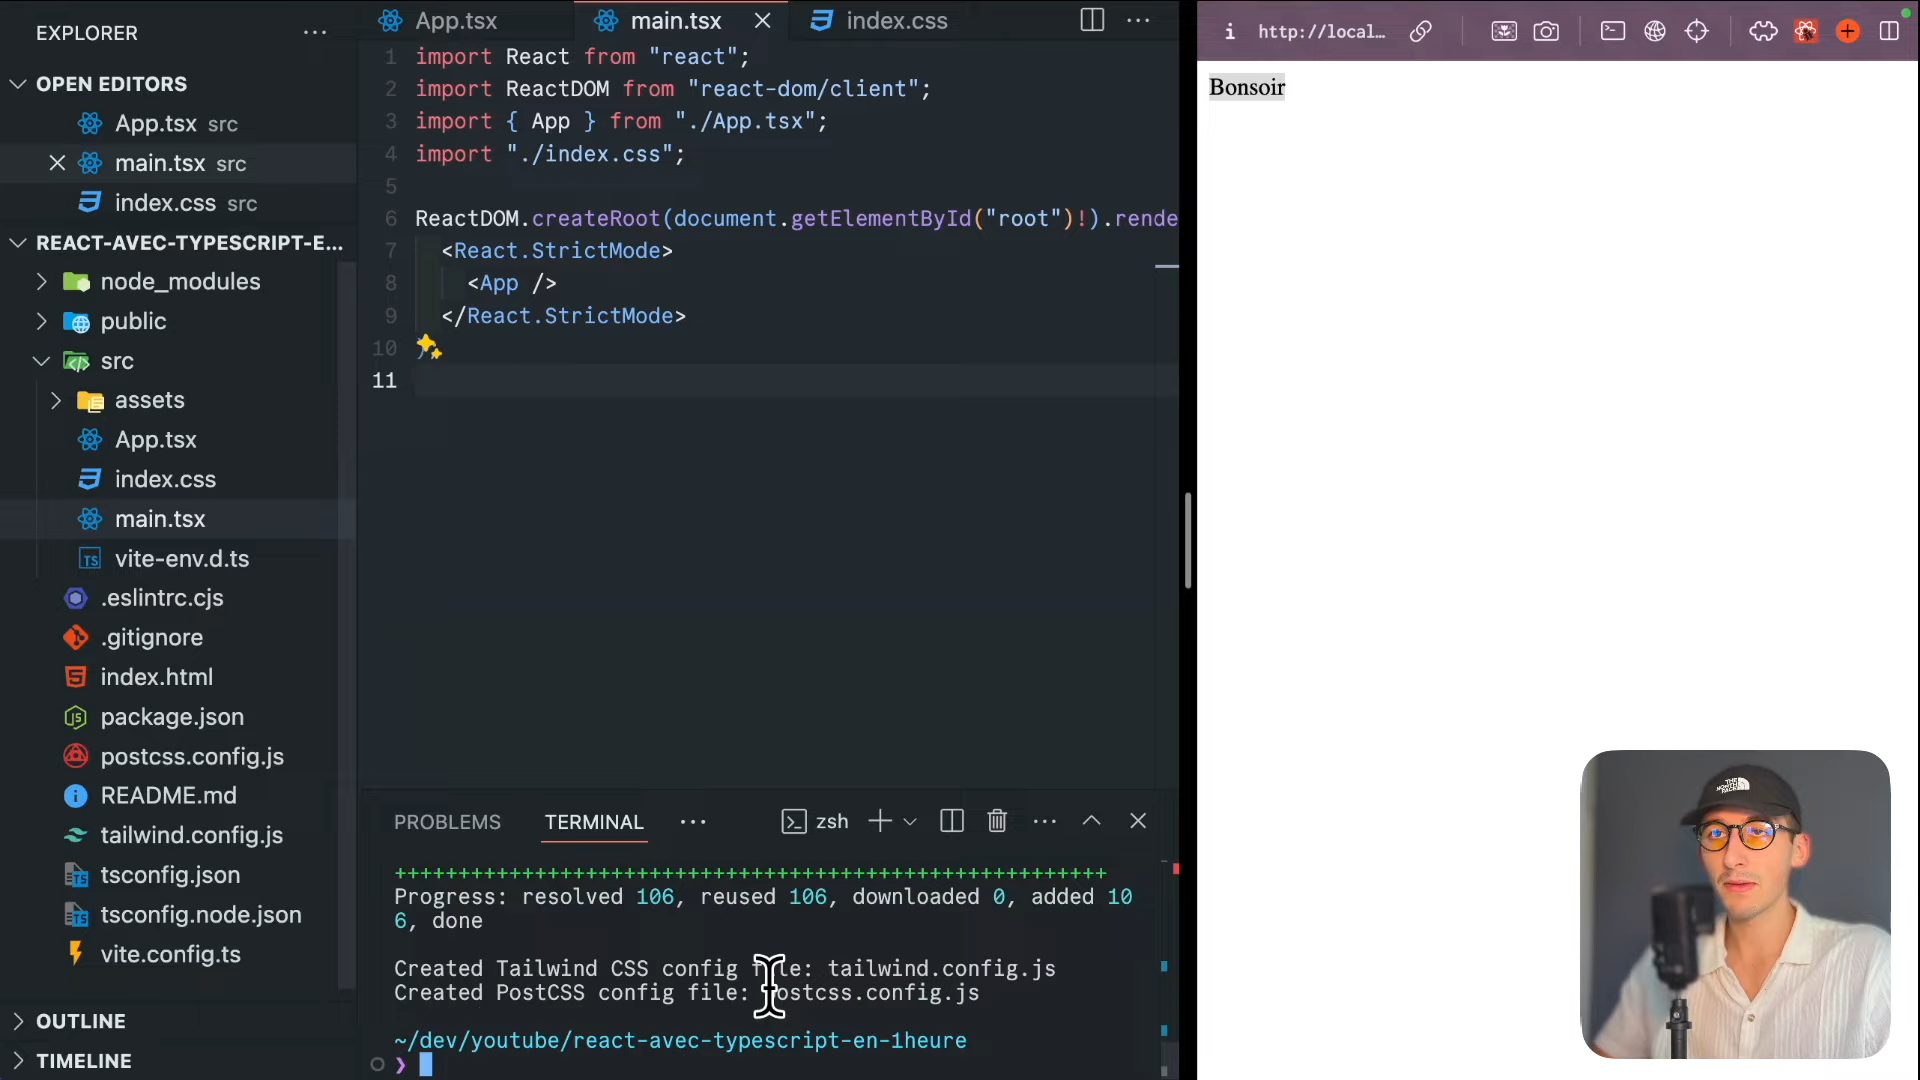 EXPLORER
OPEN EDITORS
App.tsx src
main.tsx src
index.css src
REACT-AVEC-TYPESCRIPT-E...
node_modules
public
src
assets
App.tsx
index.css
main.tsx
vite-env.d.ts
.eslintrc.cjs
.gitignore
index.html
package.json
postcss.config.js
README.md
tailwind.config.js
tsconfig.json
tsconfig.node.json
vite.config.ts
OUTLINE
TIMELINE
App.tsx main.tsx index.css
1 import React from "react";
2 import ReactDOM from "react-dom/client";
3 import { App } from "./App.tsx";
4 import "./index.css";
5
6 ReactDOM.createRoot(document.getElementById("root")!).rende
7 <React.StrictMode>
8 <App />
9 </React.StrictMode>
10
11
PROBLEMS TERMINAL zsh
++++++++++++++++++++++++++++++++++++++++++++++++++++++++
Progress: resolved 106, reused 106, downloaded 0, added 10
6, done
Created Tailwind CSS config file: tailwind.config.js
Created PostCSS config file: postcss.config.js
~/dev/youtube/react-avec-typescript-en-1heure
❯
http://local...
Bonsoir
THE NORTH FACE